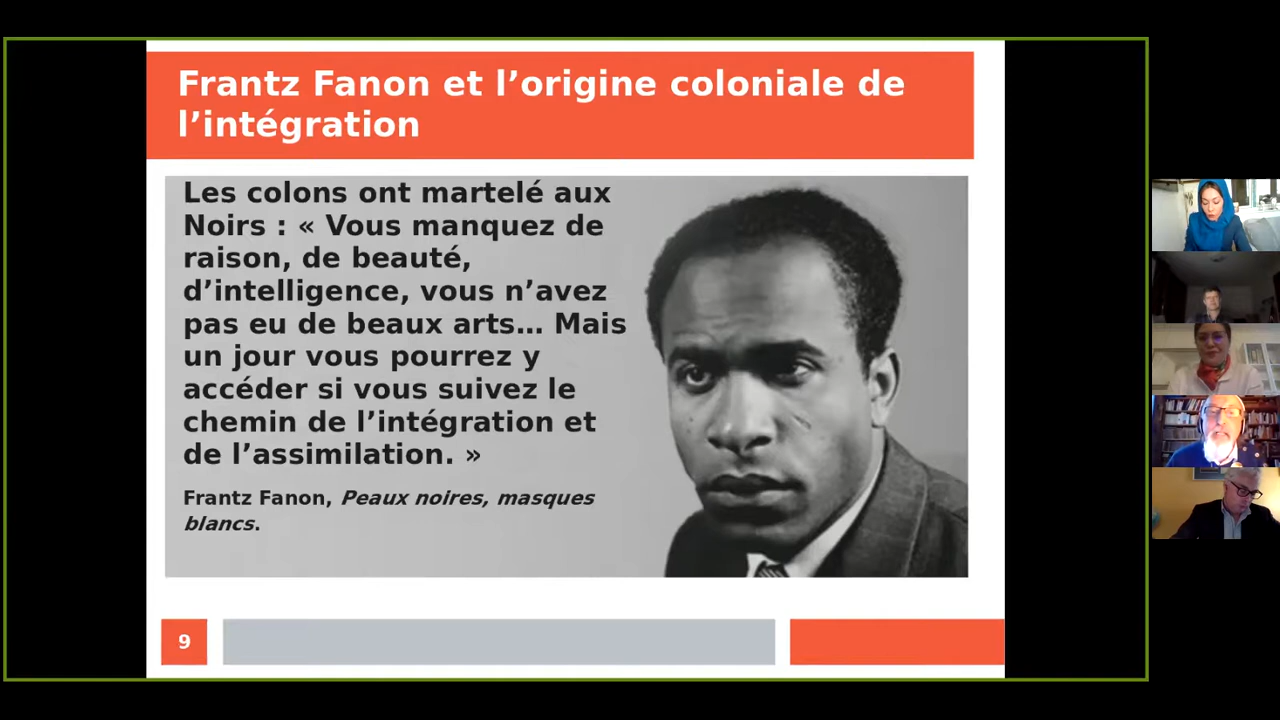 Frantz Fanon et l’origine coloniale de
l’intégration
Les colons ont martelé aux
Noirs : « Vous manquez de
raison, de beauté,
d’intelligence, vous n’avez
pas eu de beaux arts… Mais
un jour vous pourrez y
accéder si vous suivez le
chemin de l’intégration et
de l’assimilation. »
Frantz Fanon, Peaux noires, masques
blancs.
9